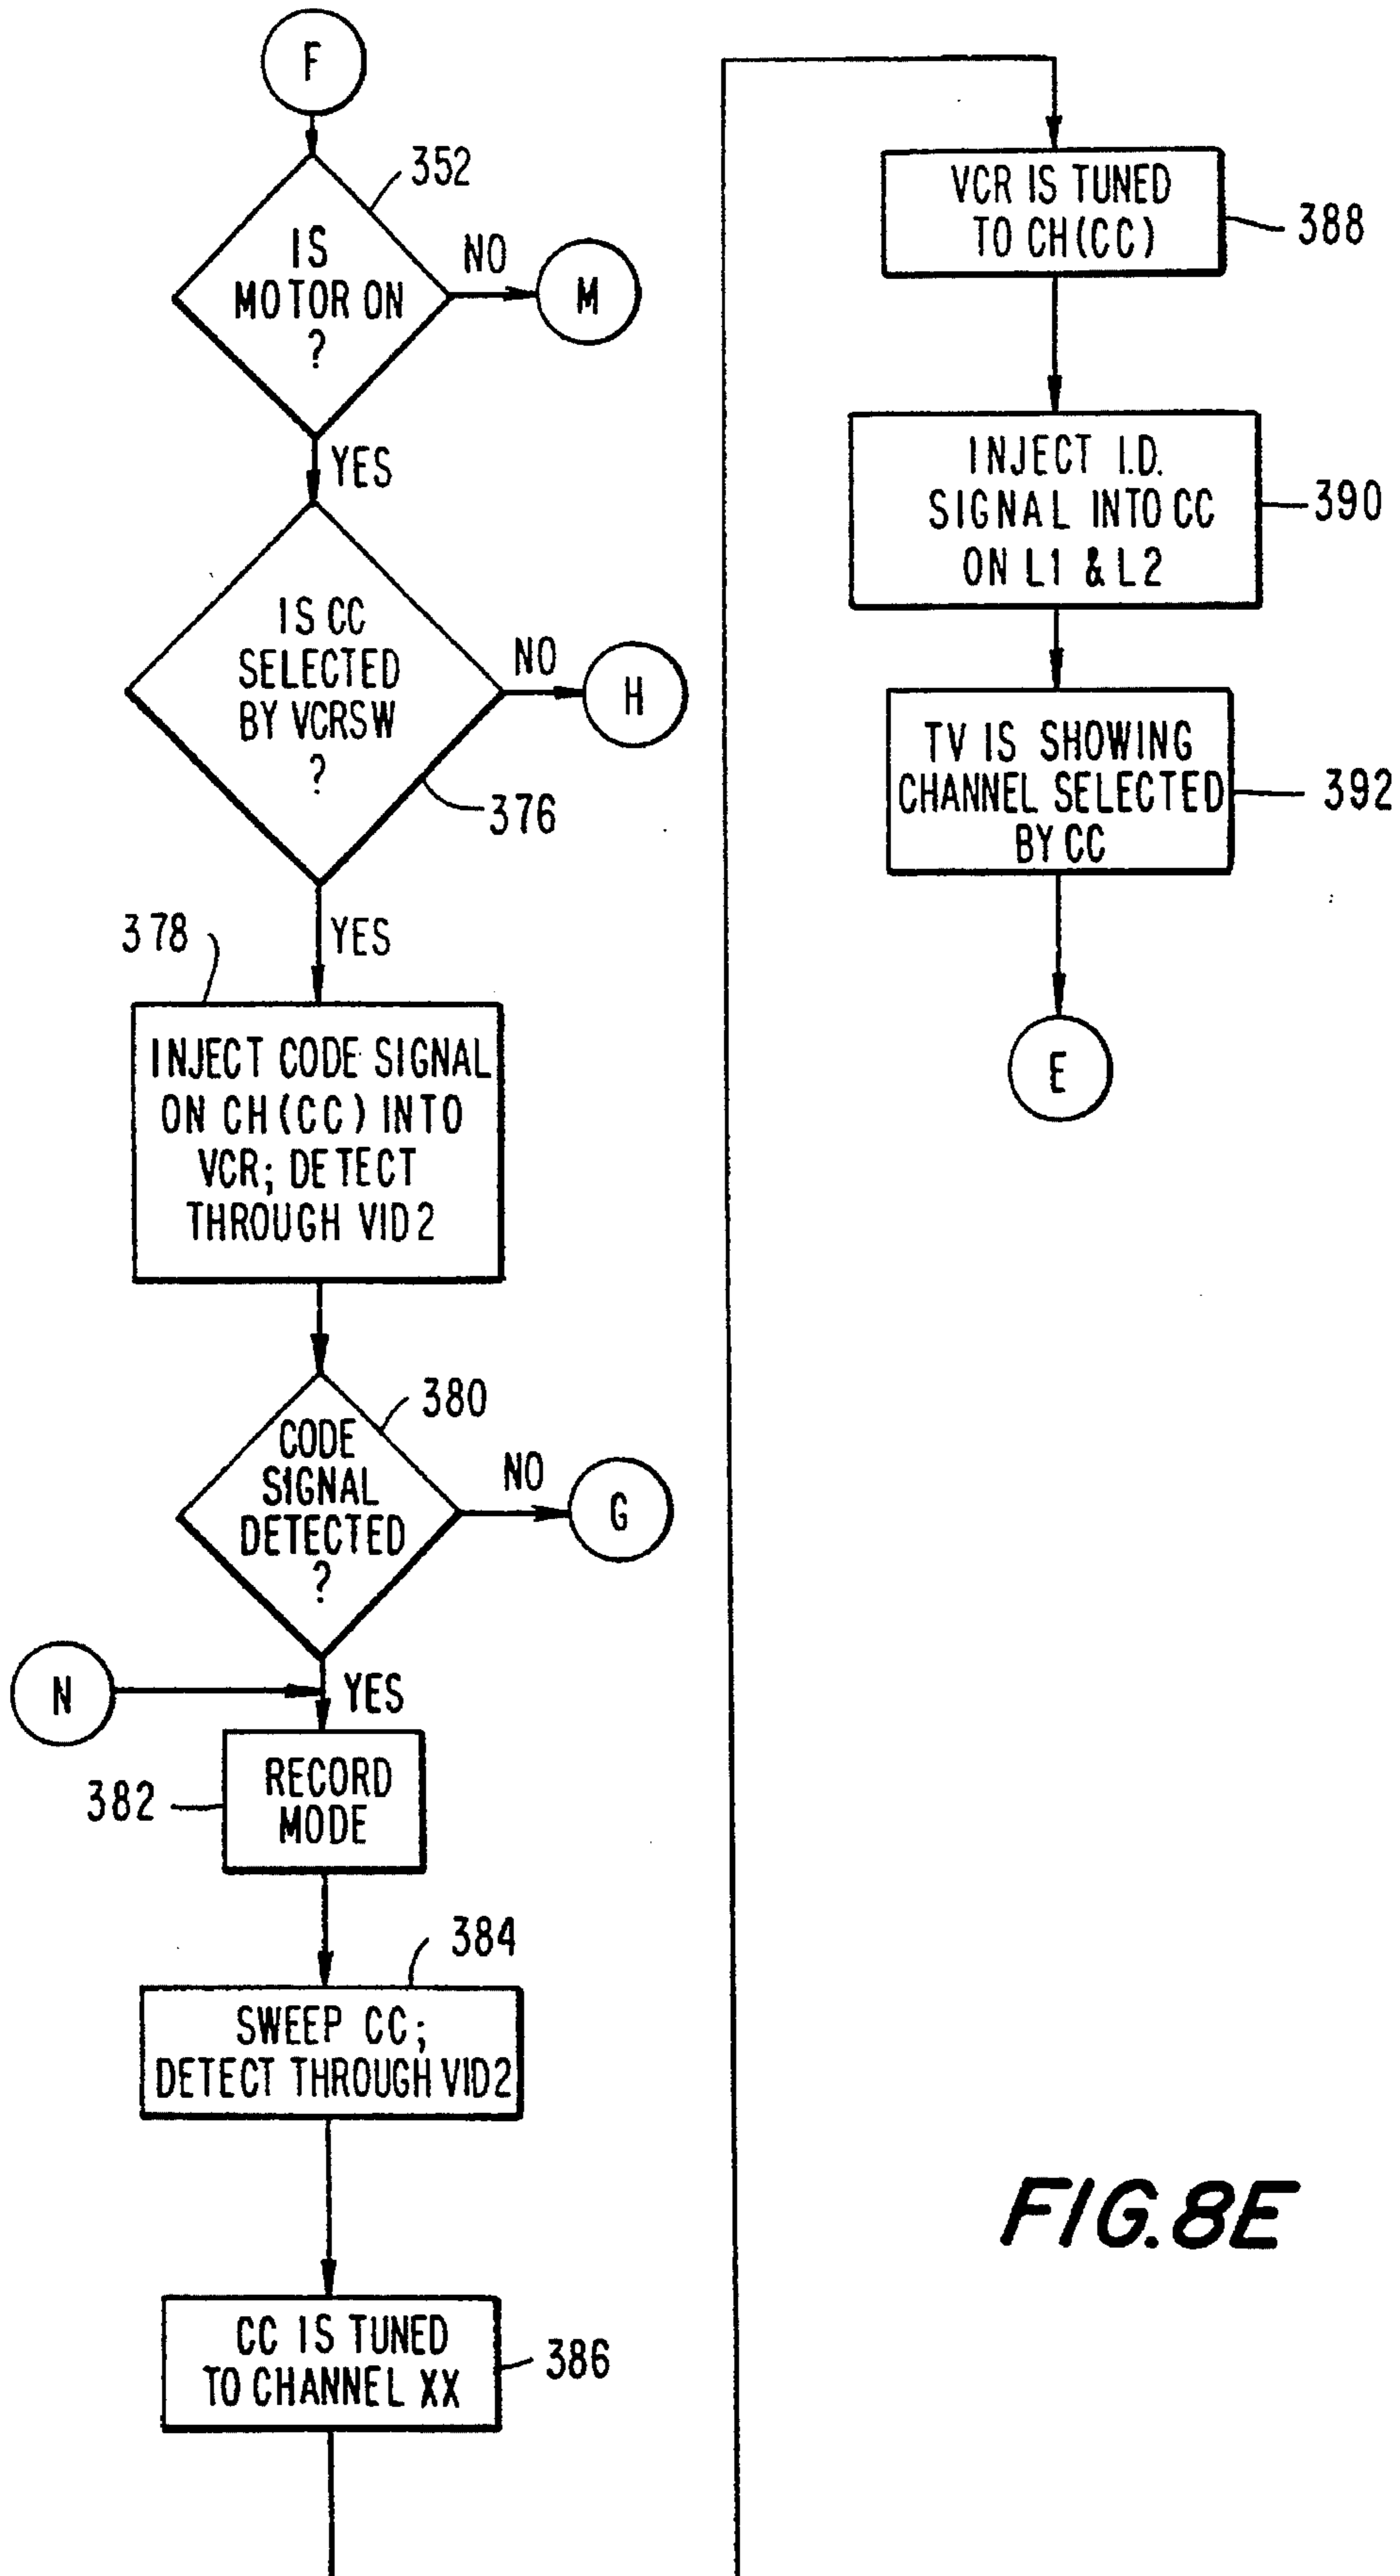 F
352
IS
MOTOR ON
?
NO
M
YES
IS CC
SELECTED
BY VCRSW
?
NO
H
376
YES
378
INJECT CODE SIGNAL
ON CH(CC) INTO
VCR; DETECT
THROUGH VID2
380
CODE
SIGNAL
DETECTED
?
NO
G
N
YES
RECORD
MODE
382
384
SWEEP CC;
DETECT THROUGH VID2
CC IS TUNED
TO CHANNEL XX
386
VCR IS TUNED
TO CH(CC)
388
INJECT I.D.
SIGNAL INTO CC
ON L1 & L2
390
TV IS SHOWING
CHANNEL SELECTED
BY CC
392
E
FIG.8E